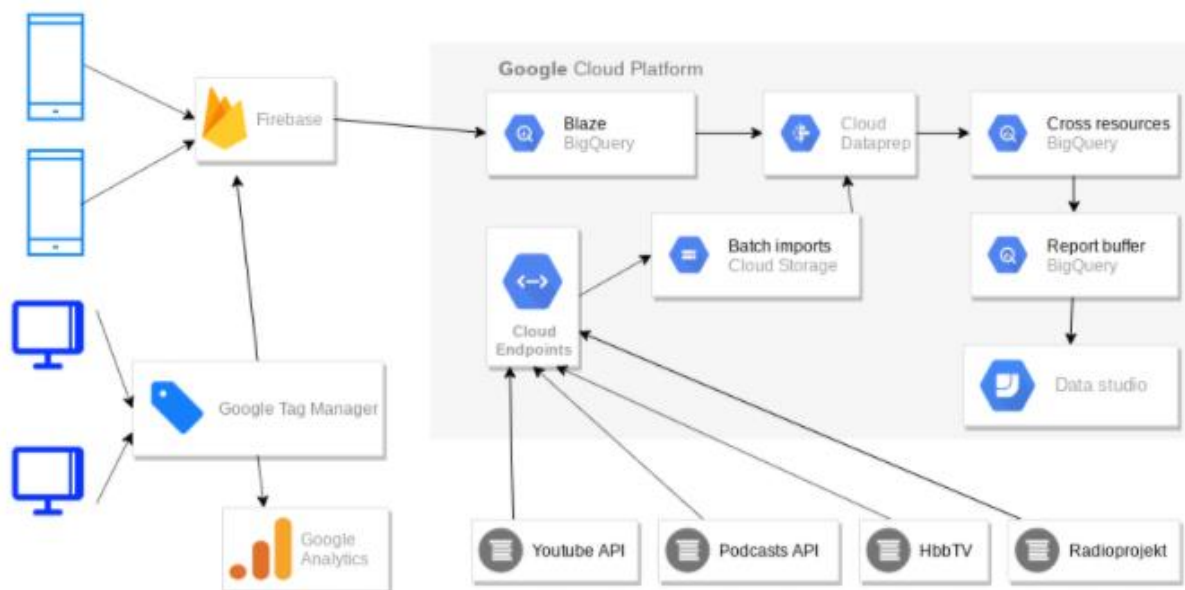 Google Cloud Platform
Firebase
Blaze
BigQuery
Cloud
Dataprep
Cross resources
BigQuery
Batch imports
Cloud Storage
Report buffer
BigQuery
Cloud
Endpoints
Data studio
Google Tag Manager
Google
Analytics
Youtube API
Podcasts API
HbbTV
Radioprojekt